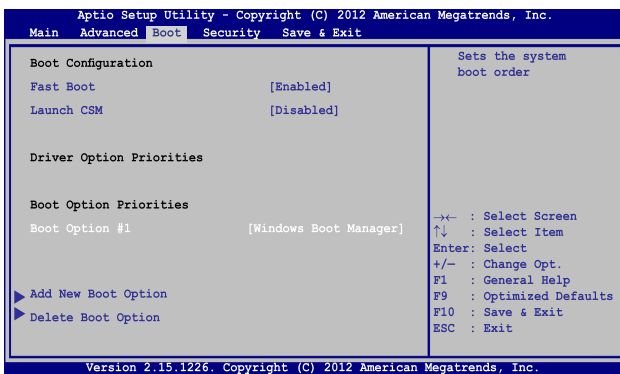 Aptio Setup Utility - Copyright (C) 2012 American Megatrends, Inc.
Main Advanced Boot Security Save & Exit
Boot Configuration
Fast Boot [Enabled]
Launch CSM [Disabled]
Driver Option Priorities
Boot Option Priorities
Boot Option #1 [Windows Boot Manager]
Add New Boot Option
Delete Boot Option
Sets the system
boot order
→← : Select Screen
↑↓ : Select Item
Enter: Select
+/— : Change Opt.
F1 : General Help
F9 : Optimized Defaults
F10 : Save & Exit
ESC : Exit
Version 2.15.1226. Copyright (C) 2012 American Megatrends, Inc.